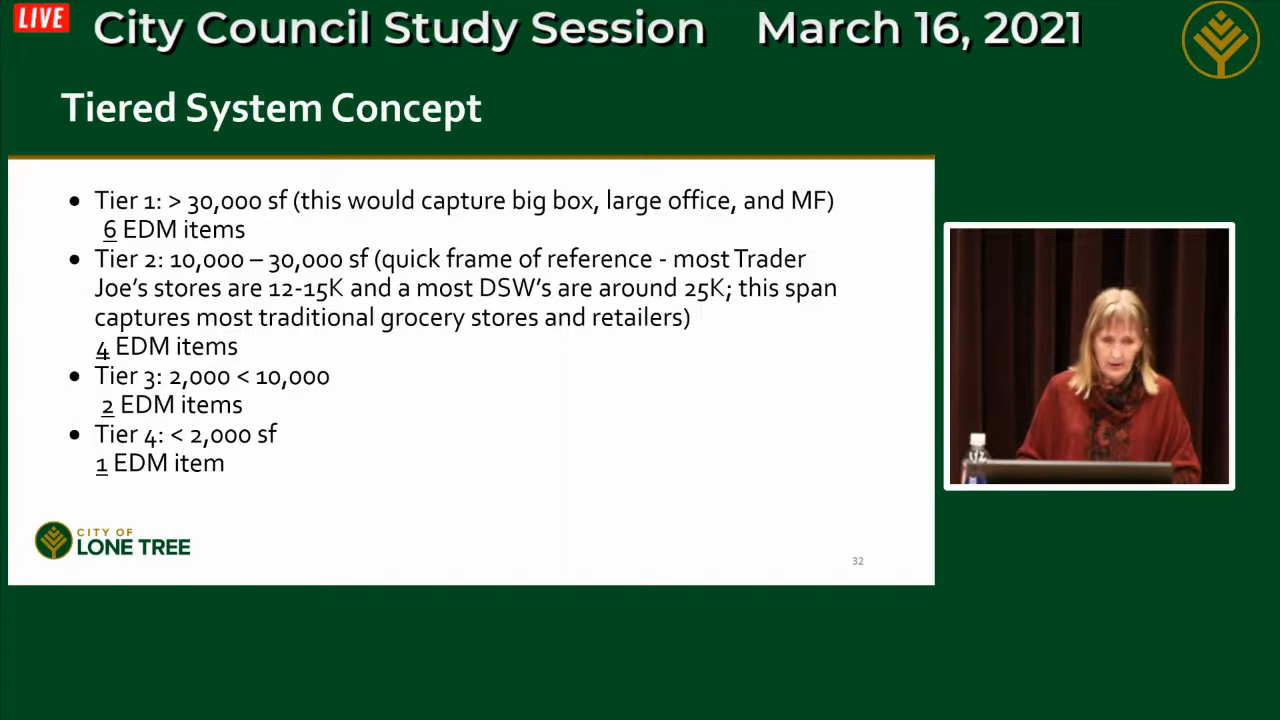 LIVE
City Council Study Session March 16, 2021
Tiered System Concept
• Tier 1: > 30,000 sf (this would capture big box, large office, and MF)
6 EDM items
• Tier 2: 10,000 – 30,000 sf (quick frame of reference - most Trader
Joe's stores are 12-15K and a most DSW's are around 25K; this span
captures most traditional grocery stores and retailers)
4 EDM items
• Tier 3: 2,000 < 10,000
2 EDM items
• Tier 4: < 2,000 sf
1 EDM item
CITY OF
LONE TREE
32